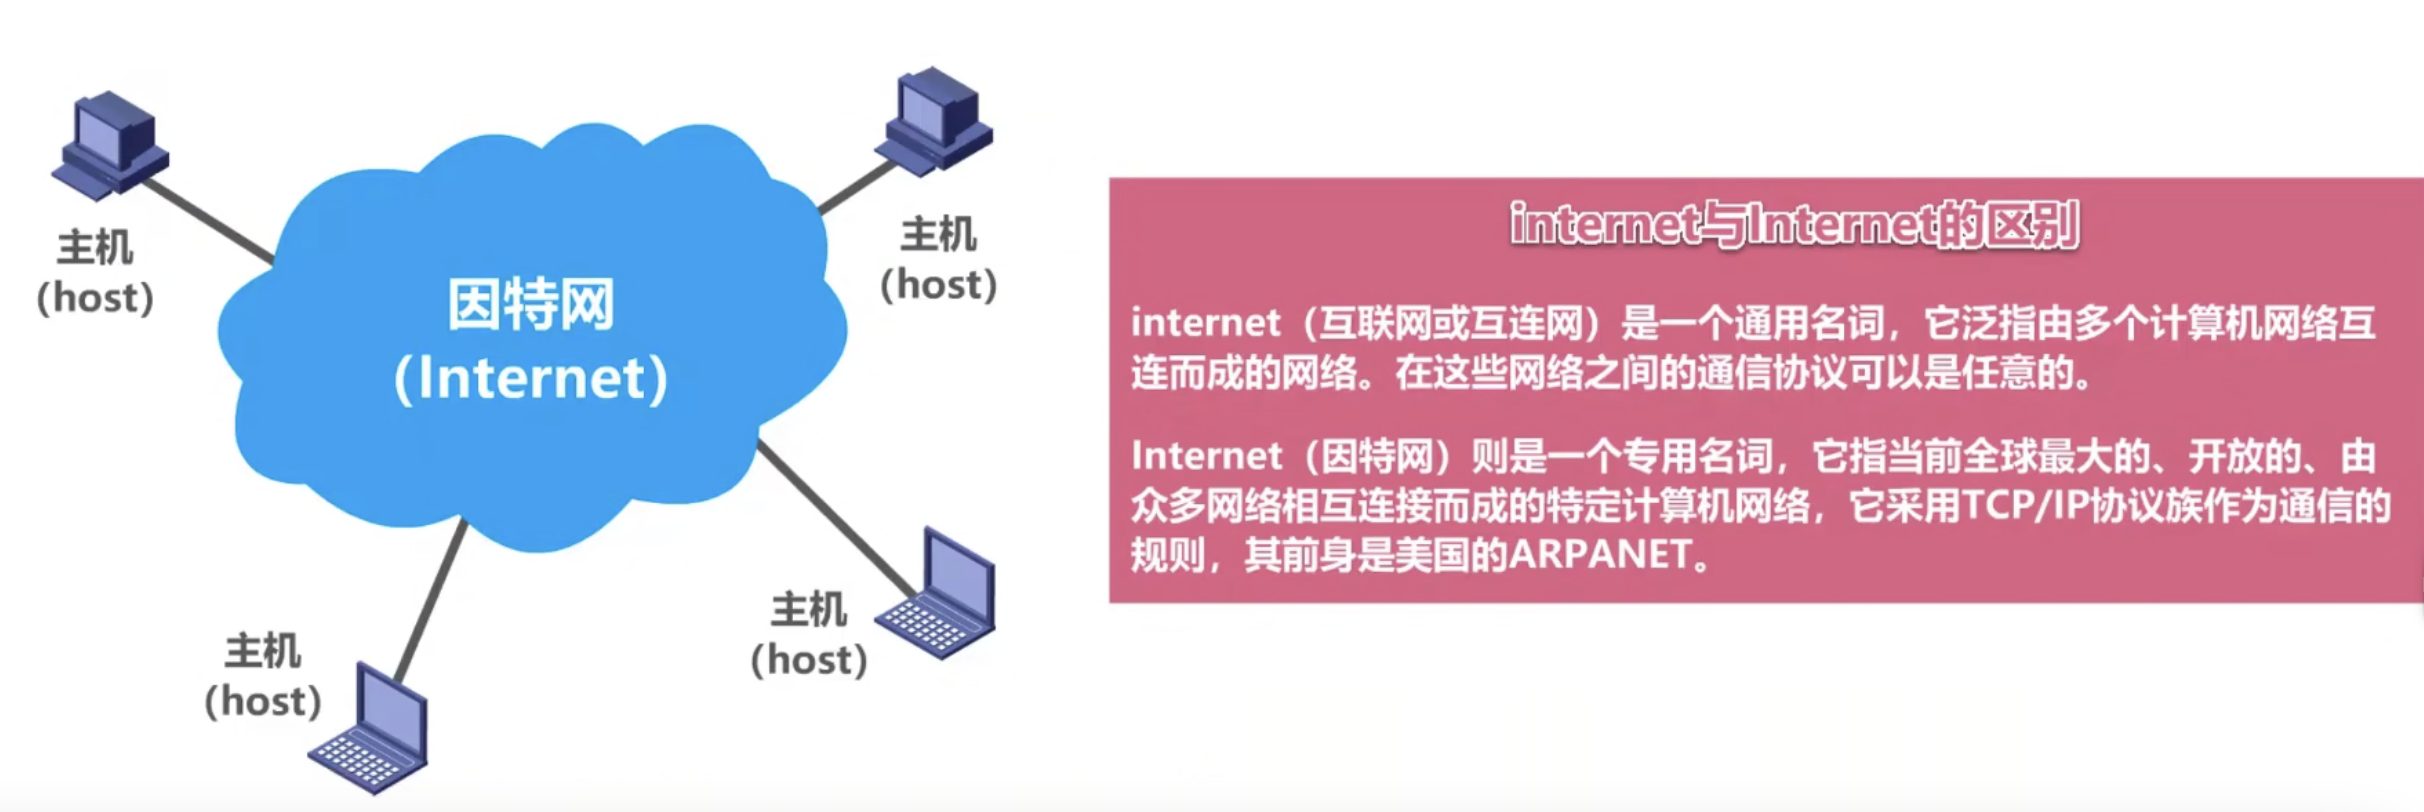 主机
(host)
主机
(host)
因特网
(Internet)
主机
(host)
主机
(host)
internet与Internet的区别
internet（互联网或互连网）是一个通用名词，它泛指由多个计算机网络互
连而成的网络。在这些网络之间的通信协议可以是任意的。
Internet（因特网）则是一个专用名词，它指当前全球最大的、开放的、由
众多网络相互连接而成的特定计算机网络，它采用TCP/IP协议族作为通信的
规则，其前身是美国的ARPANET。